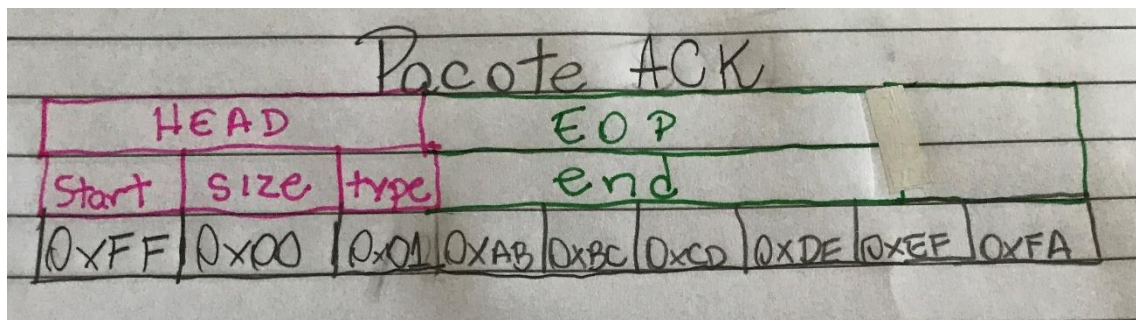 Pacote ACK
HEAD EOP
Start size type end
0xFF 0x00 0x01 0xAB 0xBC 0xCD 0xDE 0xEF 0xFA